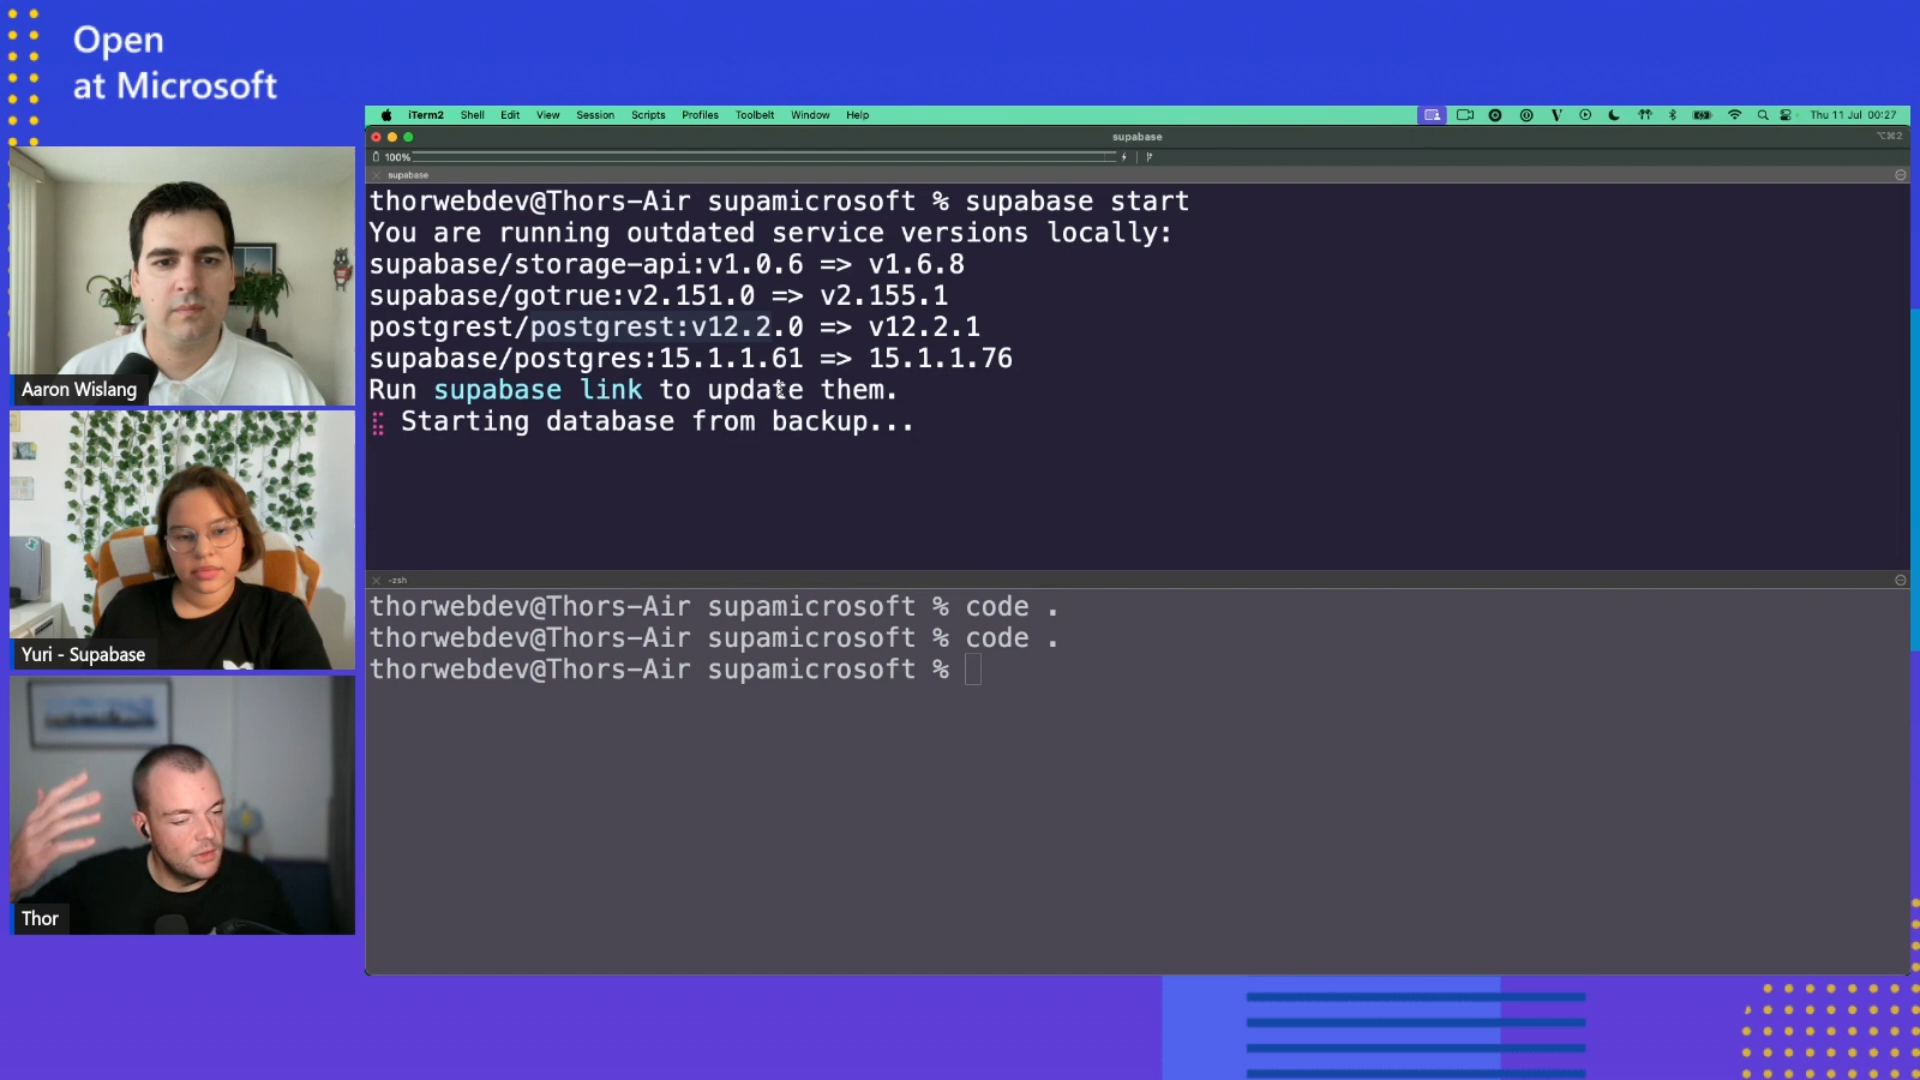 Open
at Microsoft
iTerm2 Shell Edit View Session Scripts Profiles Toolbelt Window Help
Thu 11 Jul 00:27
supabase
⌥⌘2
100%
supabase
thorwebdev@Thors-Air supamicrosoft % supabase start
You are running outdated service versions locally:
supabase/storage-api:v1.0.6 => v1.6.8
supabase/gotrue:v2.151.0 => v2.155.1
postgrest/postgrest:v12.2.0 => v12.2.1
supabase/postgres:15.1.1.61 => 15.1.1.76
Run supabase link to update them.
Starting database from backup...
-zsh
thorwebdev@Thors-Air supamicrosoft % code .
thorwebdev@Thors-Air supamicrosoft % code .
thorwebdev@Thors-Air supamicrosoft %
Aaron Wislang
Yuri - Supabase
Thor